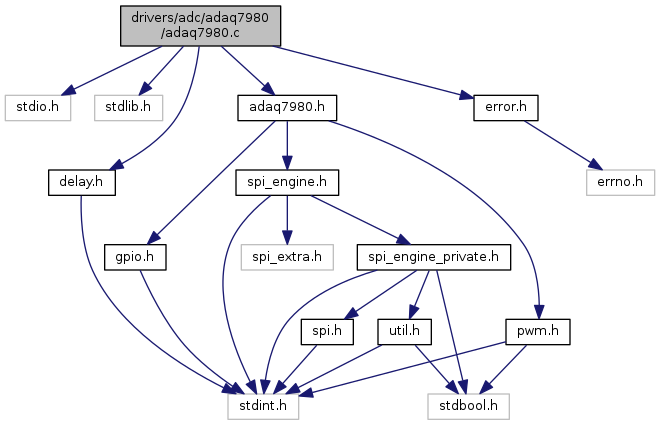 drivers/adc/adaq7980
/adaq7980.c
stdio.h
stdlib.h
adaq7980.h
error.h
delay.h
spi_engine.h
errno.h
gpio.h
spi_extra.h
spi_engine_private.h
spi.h
util.h
pwm.h
stdint.h
stdbool.h